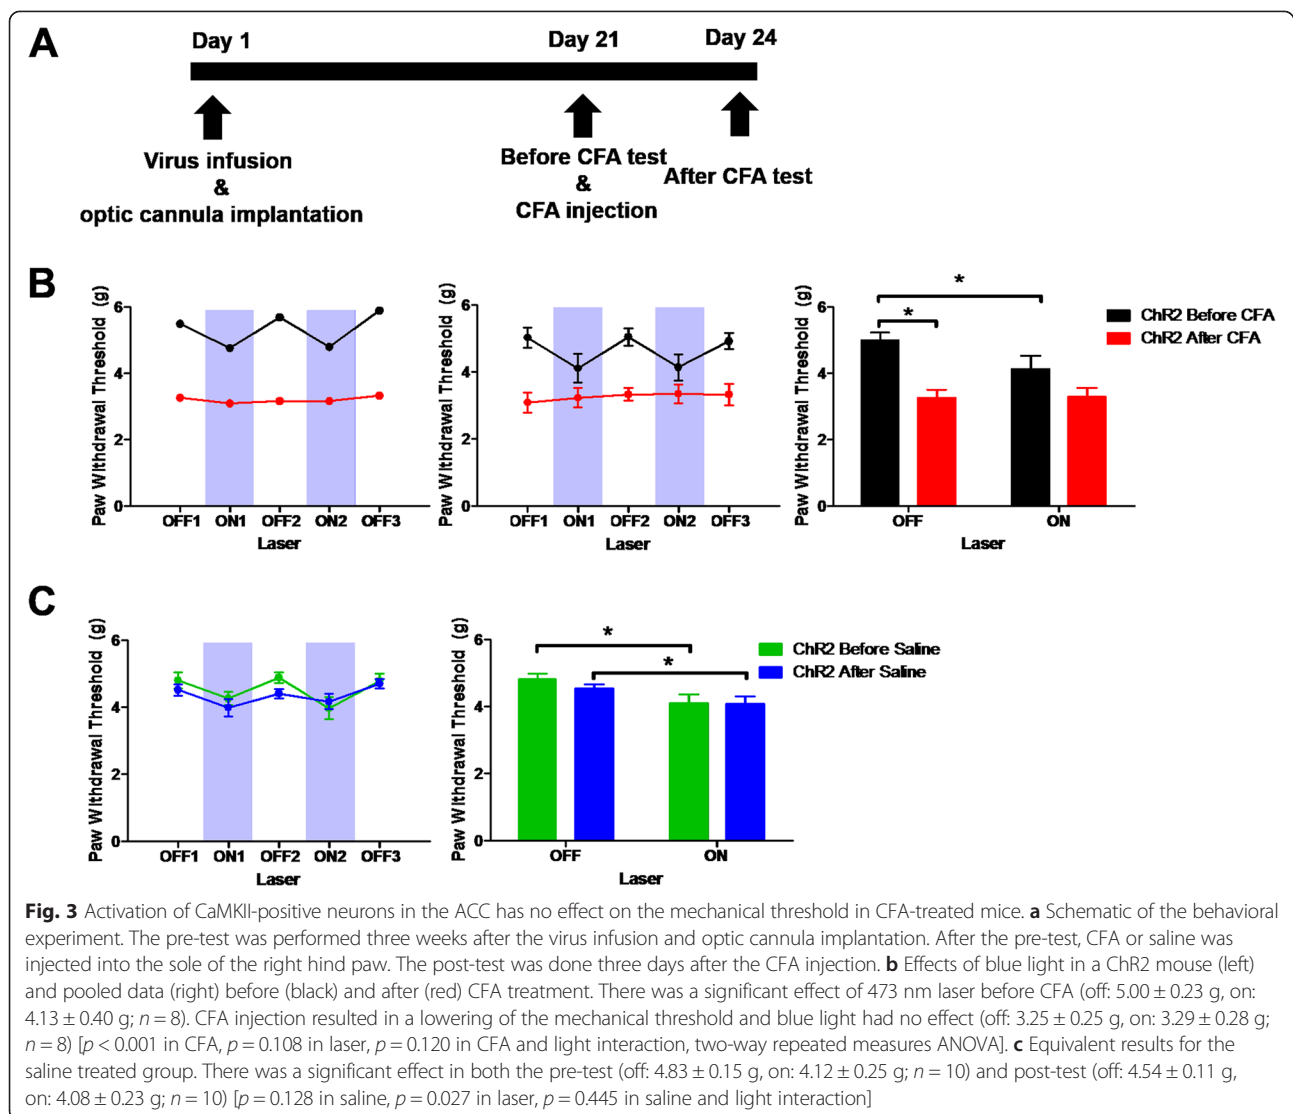 A
Day 1
Day 21
Day 24
Virus infusion
&
optic cannula implantation
Before CFA test
&
CFA injection
After CFA test
B
Paw Withdrawal Threshold (g)
6
4
2
0
OFF1 ON1 OFF2 ON2 OFF3
Laser
Paw Withdrawal Threshold (g)
6
4
2
0
OFF1 ON1 OFF2 ON2 OFF3
Laser
Paw Withdrawal Threshold (g)
6
4
2
0
*
*
OFF ON
Laser
ChR2 Before CFA
ChR2 After CFA
C
Paw Withdrawal Threshold (g)
6
4
2
0
OFF1 ON1 OFF2 ON2 OFF3
Laser
Paw Withdrawal Threshold (g)
6
4
2
0
*
*
OFF ON
Laser
ChR2 Before Saline
ChR2 After Saline
Fig. 3 Activation of CaMKII-positive neurons in the ACC has no effect on the mechanical threshold in CFA-treated mice. a Schematic of the behavioral
experiment. The pre-test was performed three weeks after the virus infusion and optic cannula implantation. After the pre-test, CFA or saline was
injected into the sole of the right hind paw. The post-test was done three days after the CFA injection. b Effects of blue light in a ChR2 mouse (left)
and pooled data (right) before (black) and after (red) CFA treatment. There was a significant effect of 473 nm laser before CFA (off: 5.00 ± 0.23 g, on:
4.13 ± 0.40 g; n = 8). CFA injection resulted in a lowering of the mechanical threshold and blue light had no effect (off: 3.25 ± 0.25 g, on: 3.29 ± 0.28 g;
n = 8) [p < 0.001 in CFA, p = 0.108 in laser, p = 0.120 in CFA and light interaction, two-way repeated measures ANOVA]. c Equivalent results for the
saline treated group. There was a significant effect in both the pre-test (off: 4.83 ± 0.15 g, on: 4.12 ± 0.25 g; n = 10) and post-test (off: 4.54 ± 0.11 g,
on: 4.08 ± 0.23 g; n = 10) [p = 0.128 in saline, p = 0.027 in laser, p = 0.445 in saline and light interaction]